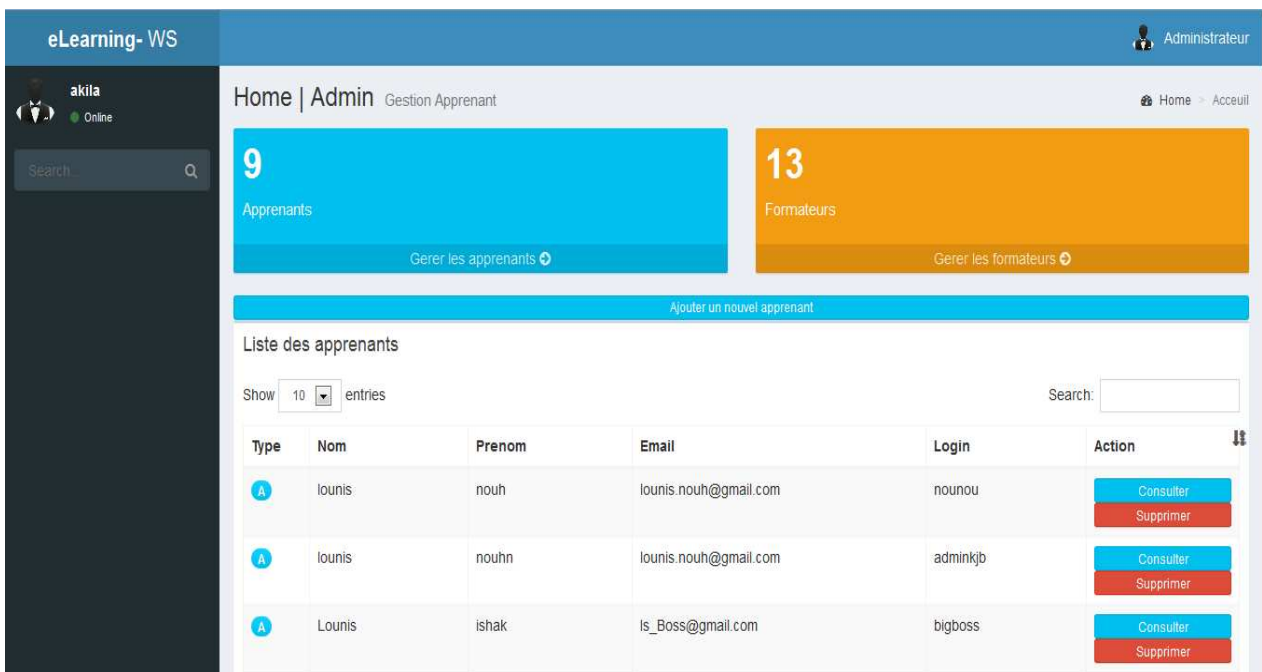 eLearning- WS
Administrateur
akila
Online
Search...
Home | Admin Gestion Apprenant
Home > Acceuil
9
Apprenants
Gerer les apprenants
13
Formateurs
Gerer les formateurs
Ajouter un nouvel apprenant
Liste des apprenants
Show 10 entries
Search:
Type Nom Prenom Email Login Action
A lounis nouh lounis.nouh@gmail.com nounou Consulter
Supprimer
A lounis nouhn lounis.nouh@gmail.com adminkjb Consulter
Supprimer
A Lounis ishak ls_Boss@gmail.com bigboss Consulter
Supprimer